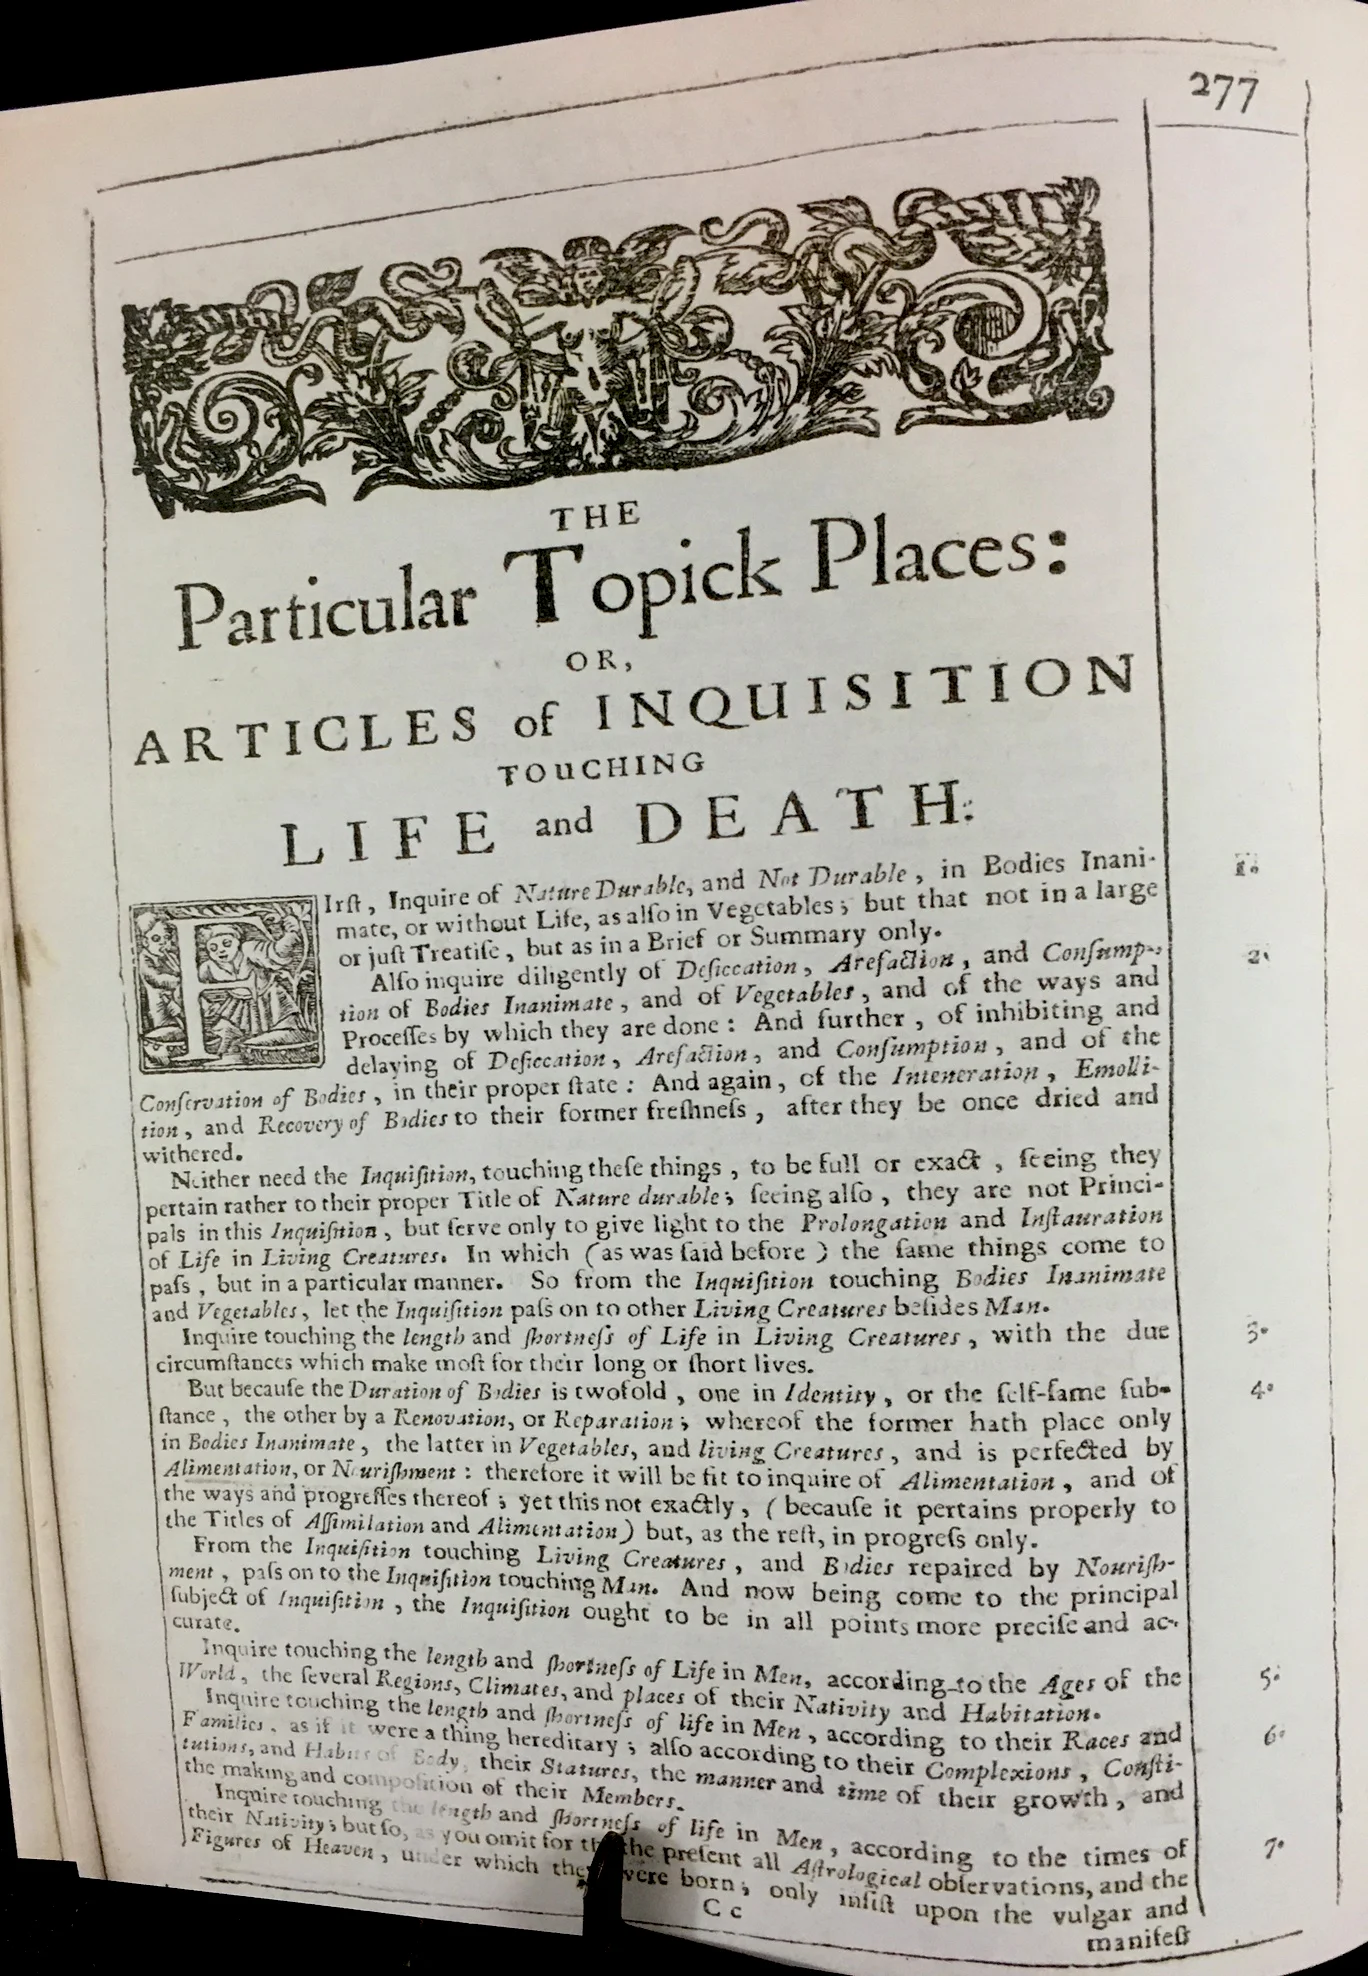 277
THE
Particular Topick Places:
OR,
ARTICLES of INQUISITION
TOUCHING
LIFE and DEATH:
FIrſt, Inquire of Nature Durable, and Not Durable, in Bodies Inani- 1.
mate, or without Life, as alſo in Vegetables; but that not in a large
or juſt Treatiſe, but as in a Brief or Summary only.
Alſo inquire diligently of Deſiccation, Arefaction, and Conſump- 2.
tion of Bodies Inanimate, and of Vegetables, and of the ways and
Proceſſes by which they are done: And further, of inhibiting and
delaying of Deſiccation, Arefaction, and Conſumption, and of the
Conſervation of Bodies, in their proper ſtate: And again, of the Inteneration, Emolli-
tion, and Recovery of Bodies to their former freſhneſs, after they be once dried and
withered.
Neither need the Inquiſition, touching theſe things, to be full or exact, ſeeing they
pertain rather to their proper Title of Nature durable; ſeeing alſo, they are not Princi-
pals in this Inquiſition, but ſerve only to give light to the Prolongation and Inſtauration
of Life in Living Creatures. In which (as was ſaid before) the ſame things come to
paſs, but in a particular manner. So from the Inquiſition touching Bodies Inanimate
and Vegetables, let the Inquiſition paſs on to other Living Creatures beſides Man.
Inquire touching the length and ſhortneſs of Life in Living Creatures, with the due 3.
circumſtances which make moſt for their long or ſhort lives.
But becauſe the Duration of Bodies is twofold, one in Identity, or the ſelf-ſame ſub- 4.
ſtance, the other by a Renovation, or Reparation; whereof the former hath place only
in Bodies Inanimate, the latter in Vegetables, and living Creatures, and is perfected by
Alimentation, or Nouriſhment: therefore it will be fit to inquire of Alimentation, and of
the ways and progreſſes thereof; yet this not exactly, (becauſe it pertains properly to
the Titles of Aſſimilation and Alimentation) but, as the reſt, in progreſs only.
From the Inquiſition touching Living Creatures, and Bodies repaired by Nouriſh-
ment, paſs on to the Inquiſition touching Man. And now being come to the principal
ſubject of Inquiſition, the Inquiſition ought to be in all points more preciſe and ac-
curate.
Inquire touching the length and ſhortneſs of Life in Men, according to the Ages of the 5.
World, the ſeveral Regions, Climates, and places of their Nativity and Habitation.
Inquire touching the length and ſhortneſs of life in Men, according to their Races and 6.
Families, as if it were a thing hereditary; alſo according to their Complexions, Conſti-
tutions, and Habits of Body, their Statures, the manner and time of their growth, and
the making and compoſition of their Members.
Inquire touching the length and ſhortneſs of life in Men, according to the times of 7.
their Nativity; but ſo, as you omit for the preſent all Aſtrological obſervations, and the
Figures of Heaven, under which they were born; only inſiſt upon the vulgar and
Cc
manifeſt